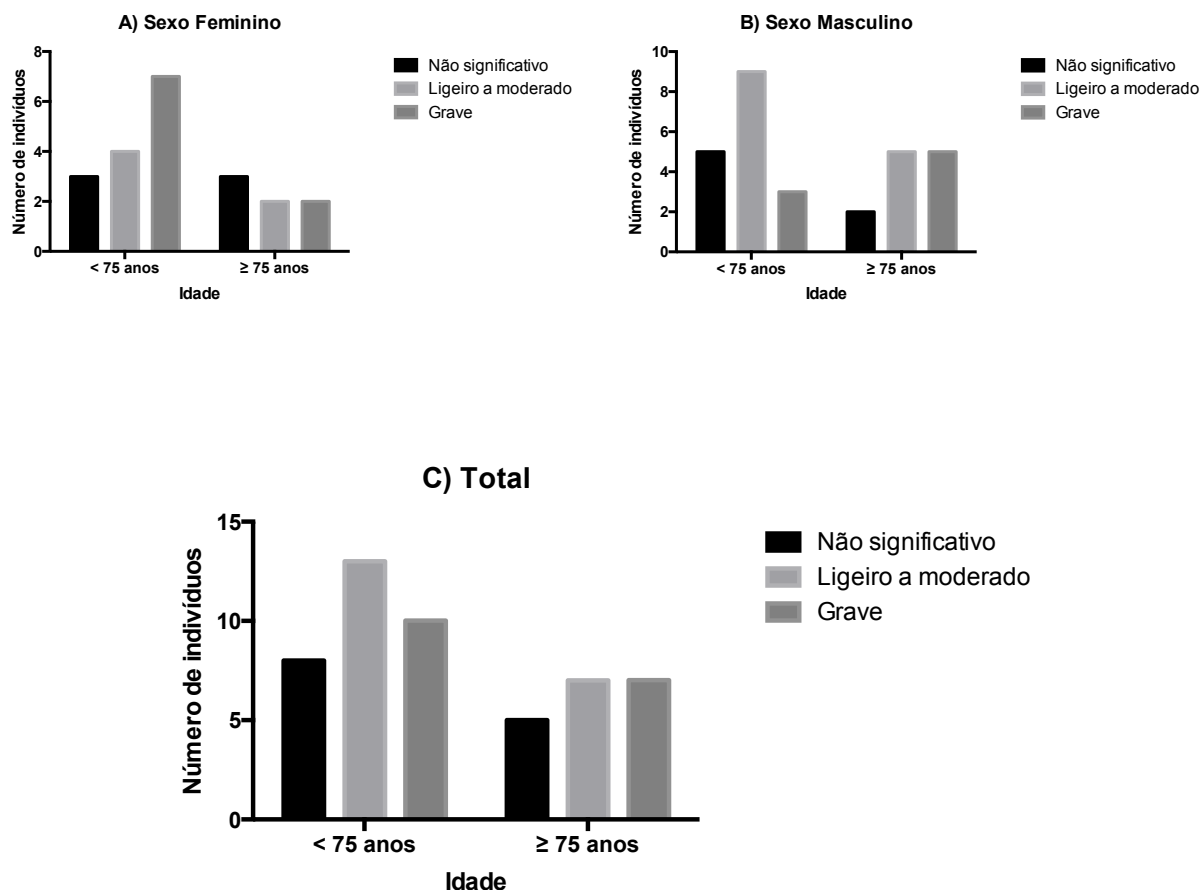 A) Sexo Feminino
Número de indivíduos
8
6
4
2
0
< 75 anos
≥ 75 anos
Idade
Não significativo
Ligeiro a moderado
Grave
B) Sexo Masculino
Número de indivíduos
10
8
6
4
2
0
< 75 anos
≥ 75 anos
Idade
Não significativo
Ligeiro a moderado
Grave
C) Total
Número de indivíduos
15
10
5
0
< 75 anos
≥ 75 anos
Idade
Não significativo
Ligeiro a moderado
Grave